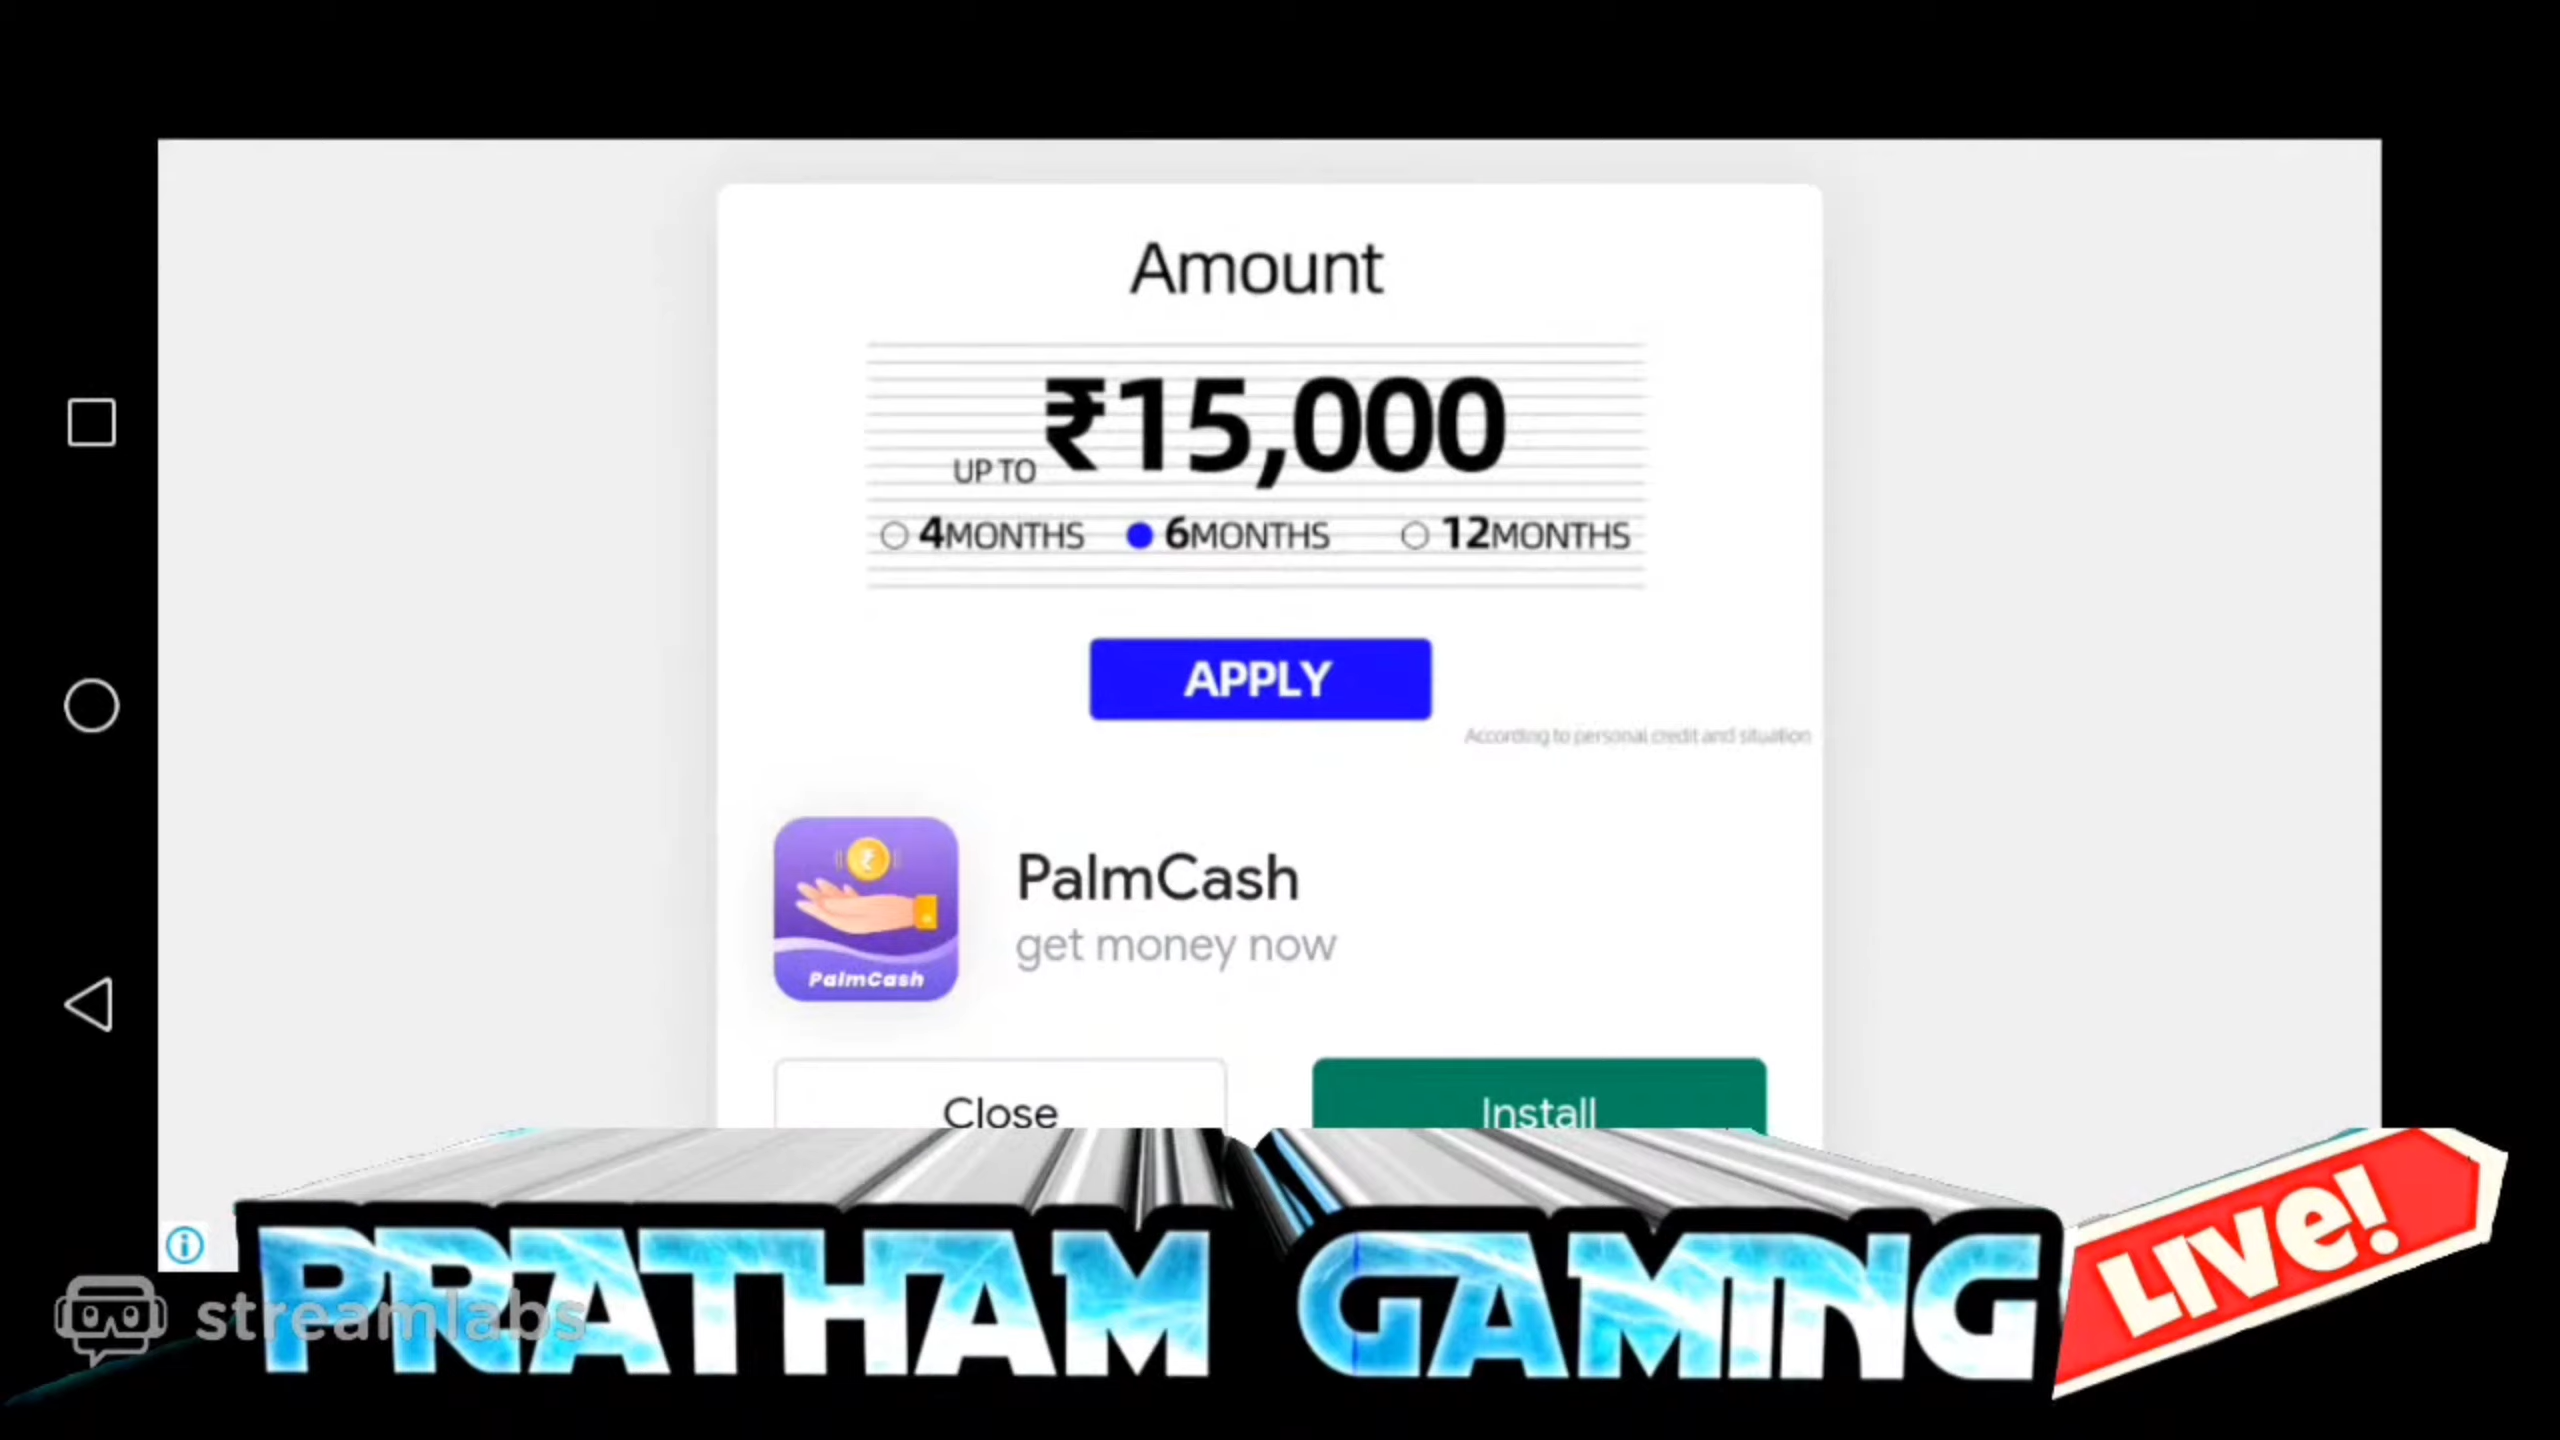 Amount
UP TO ₹15,000
4MONTHS 6MONTHS 12MONTHS
APPLY
According to personal credit and situation
PalmCash
get money now
PalmCash
Close Install
PRATHAM GAMING LIVE!
streamlabs